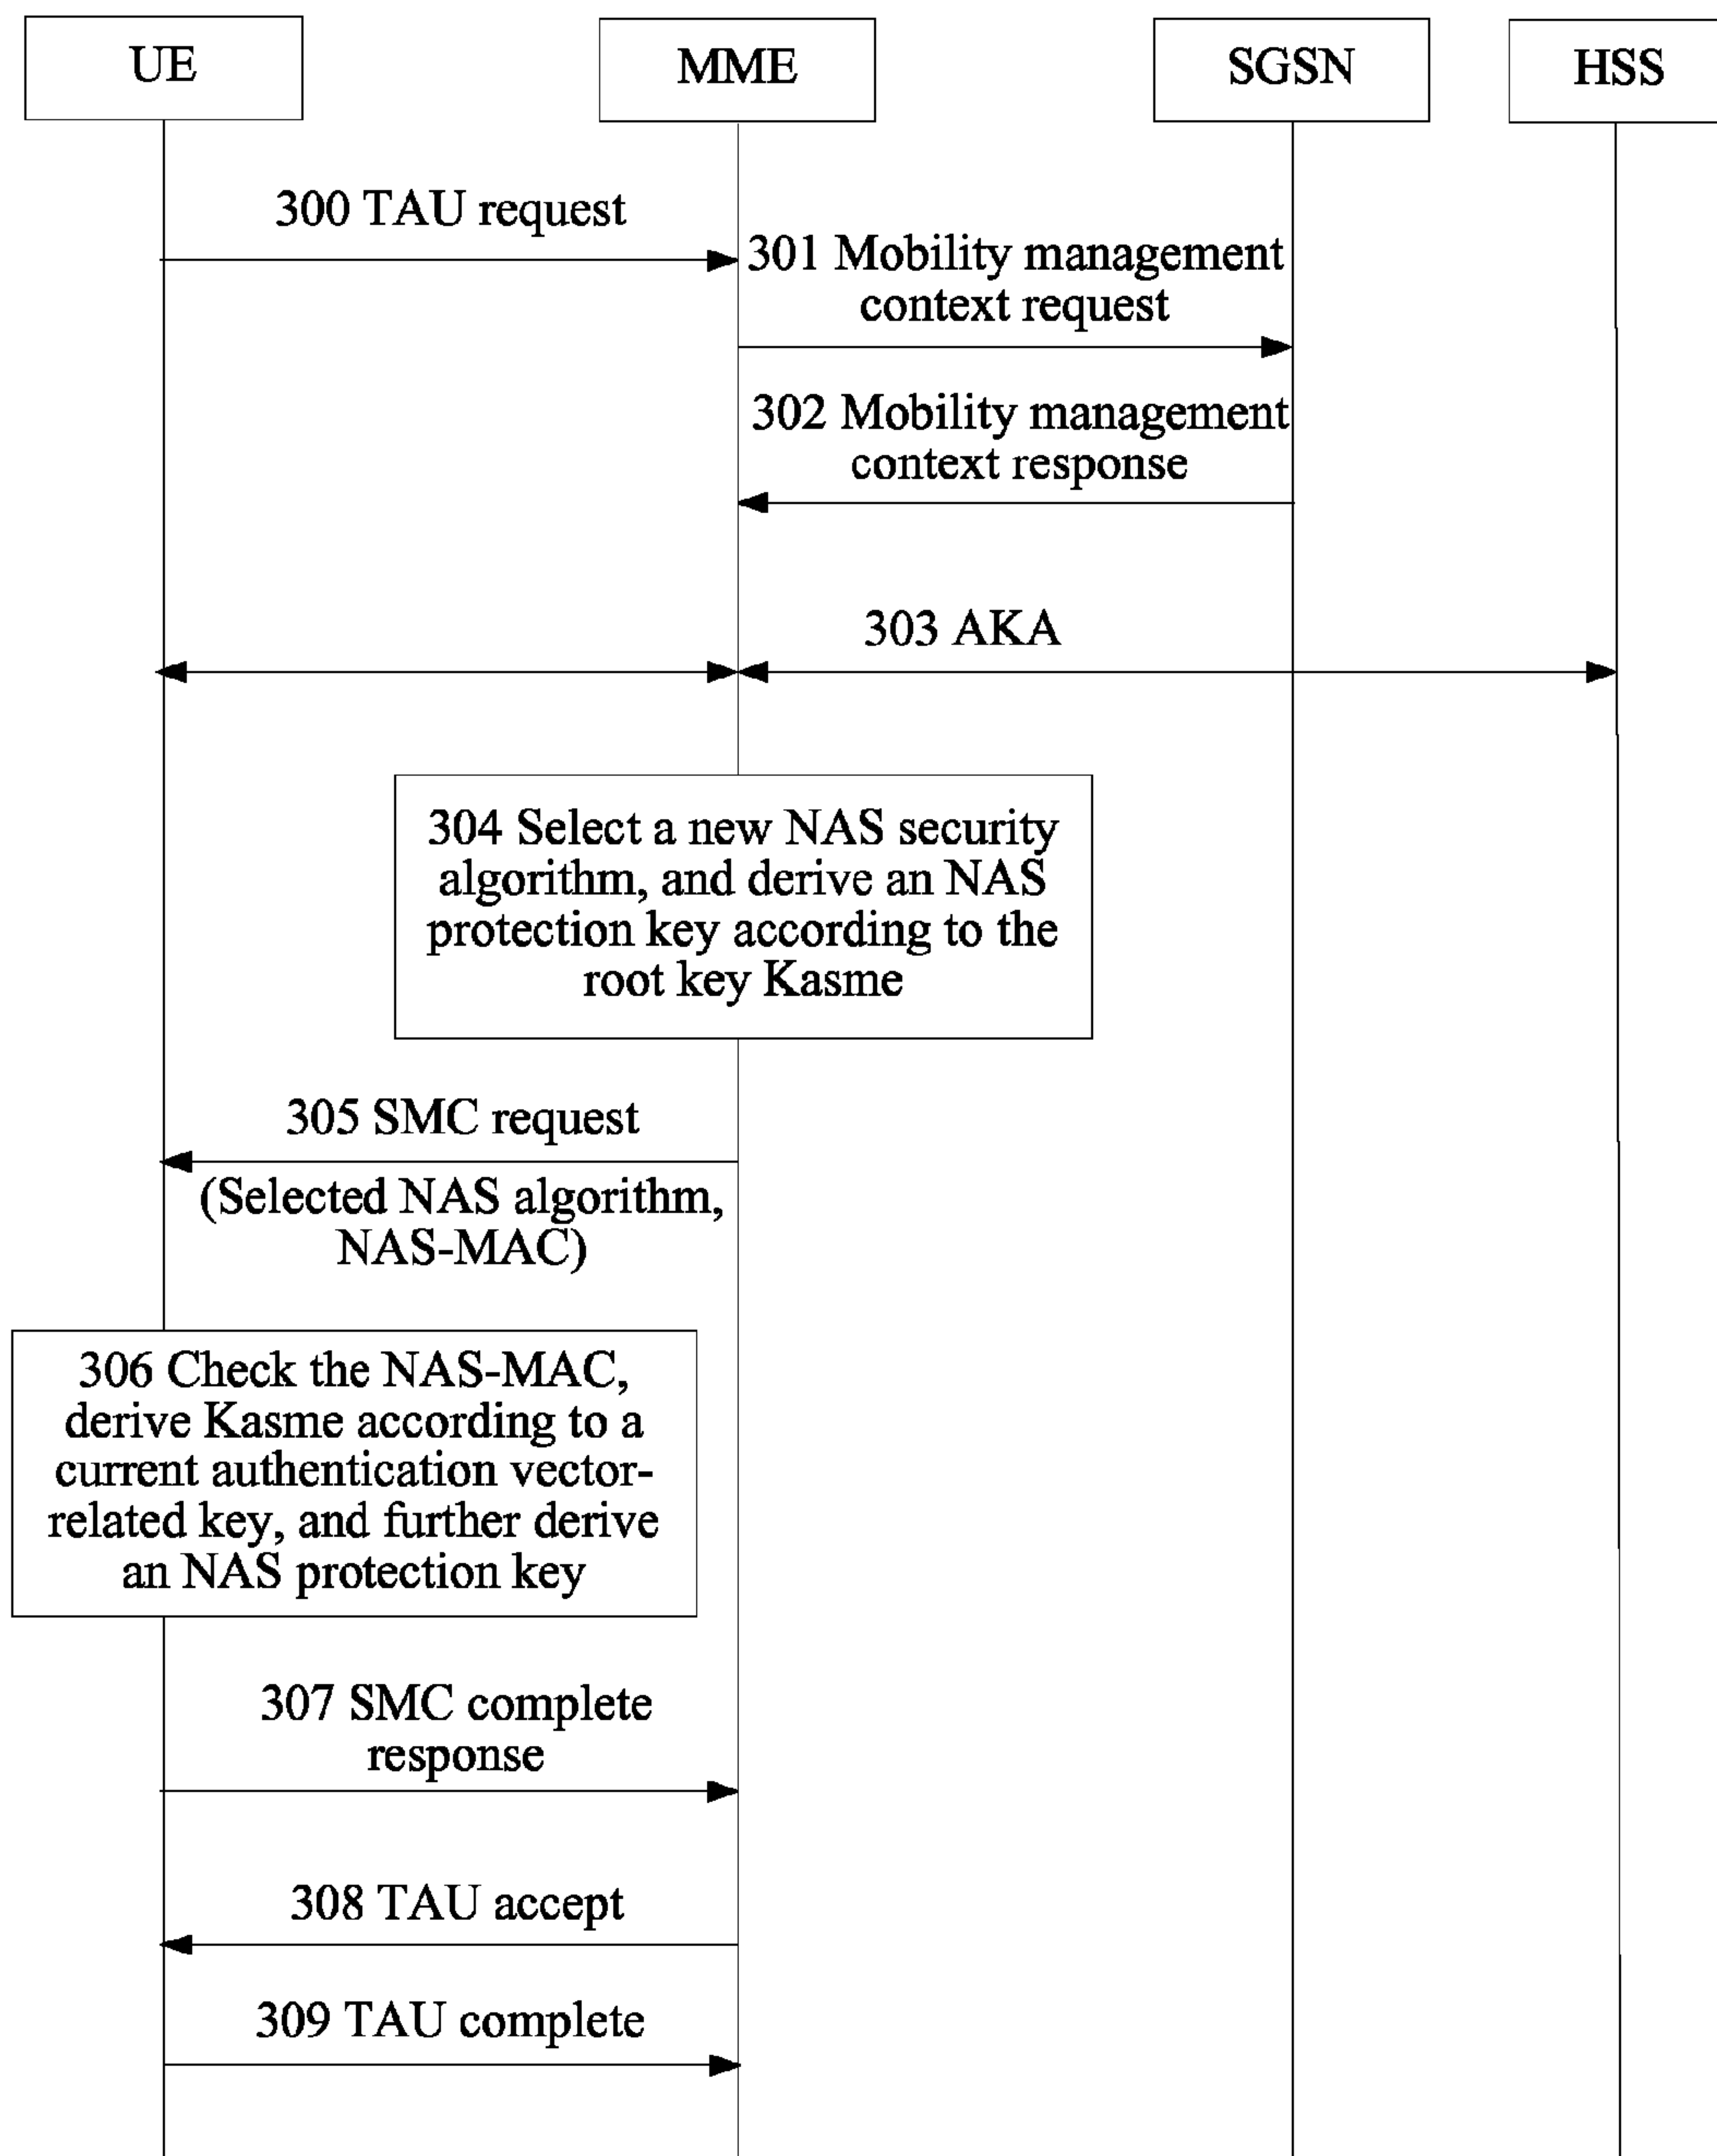 UE
MME
SGSN
HSS
300 TAU request
301 Mobility management
context request
302 Mobility management
context response
303 AKA
304 Select a new NAS security
algorithm, and derive an NAS
protection key according to the
root key Kasme
305 SMC request
(Selected NAS algorithm,
NAS-MAC)
306 Check the NAS-MAC,
derive Kasme according to a
current authentication vector-
related key, and further derive
an NAS protection key
307 SMC complete
response
308 TAU accept
309 TAU complete